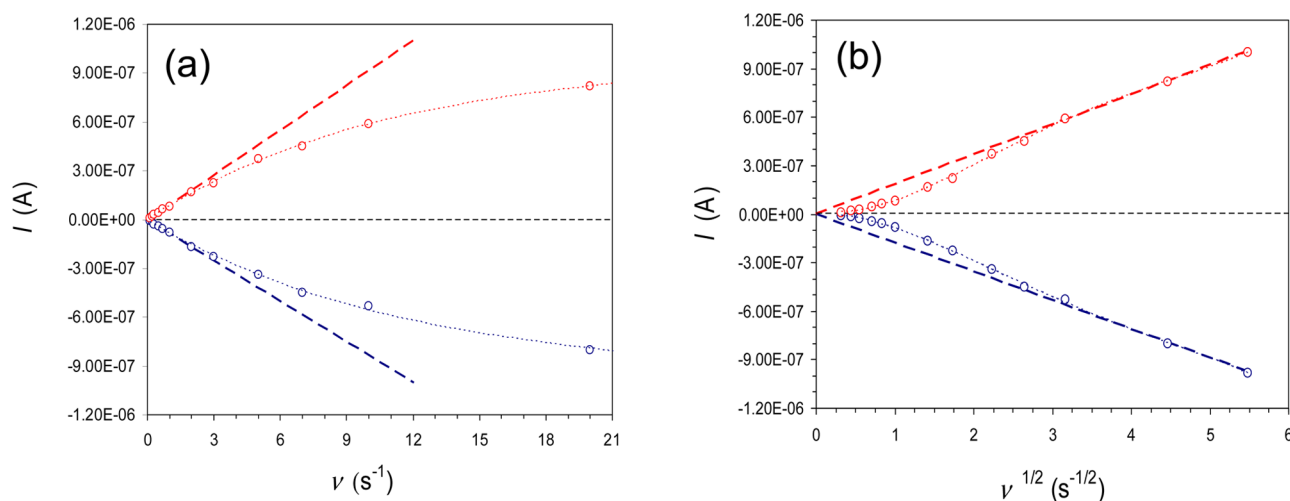 (a)
1.20E-06
9.00E-07
6.00E-07
3.00E-07
0.00E+00
-3.00E-07
-6.00E-07
-9.00E-07
-1.20E-06
I (A)
0 3 6 9 12 15 18 21
ν (s⁻¹)
(b)
1.20E-06
9.00E-07
6.00E-07
3.00E-07
0.00E+00
-3.00E-07
-6.00E-07
-9.00E-07
-1.20E-06
I (A)
0 1 2 3 4 5 6
ν ^1/2 (s^-1/2)